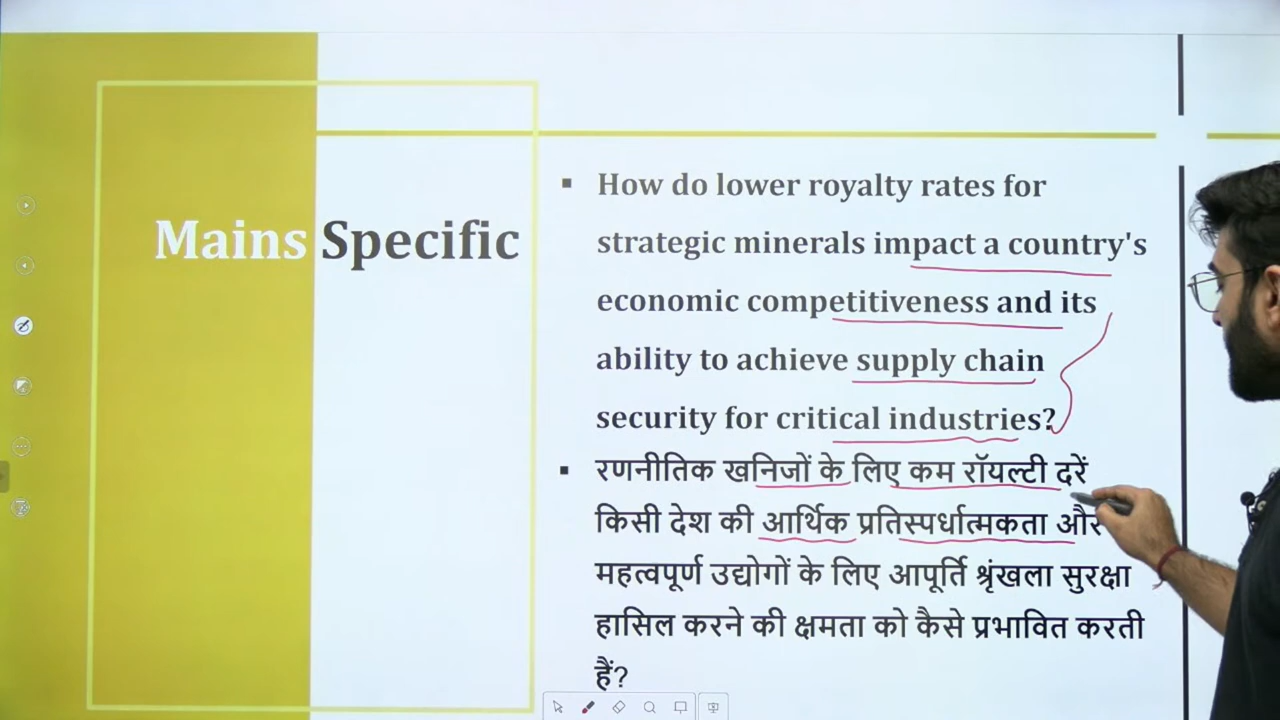 Mains Specific
▪ How do lower royalty rates for
strategic minerals impact a country's
economic competitiveness and its
ability to achieve supply chain
security for critical industries?
▪ रणनीतिक खनिजों के लिए कम रॉयल्टी दरें
किसी देश की आर्थिक प्रतिस्पर्धात्मकता और
महत्वपूर्ण उद्योगों के लिए आपूर्ति श्रृंखला सुरक्षा
हासिल करने की क्षमता को कैसे प्रभावित करती
हैं?